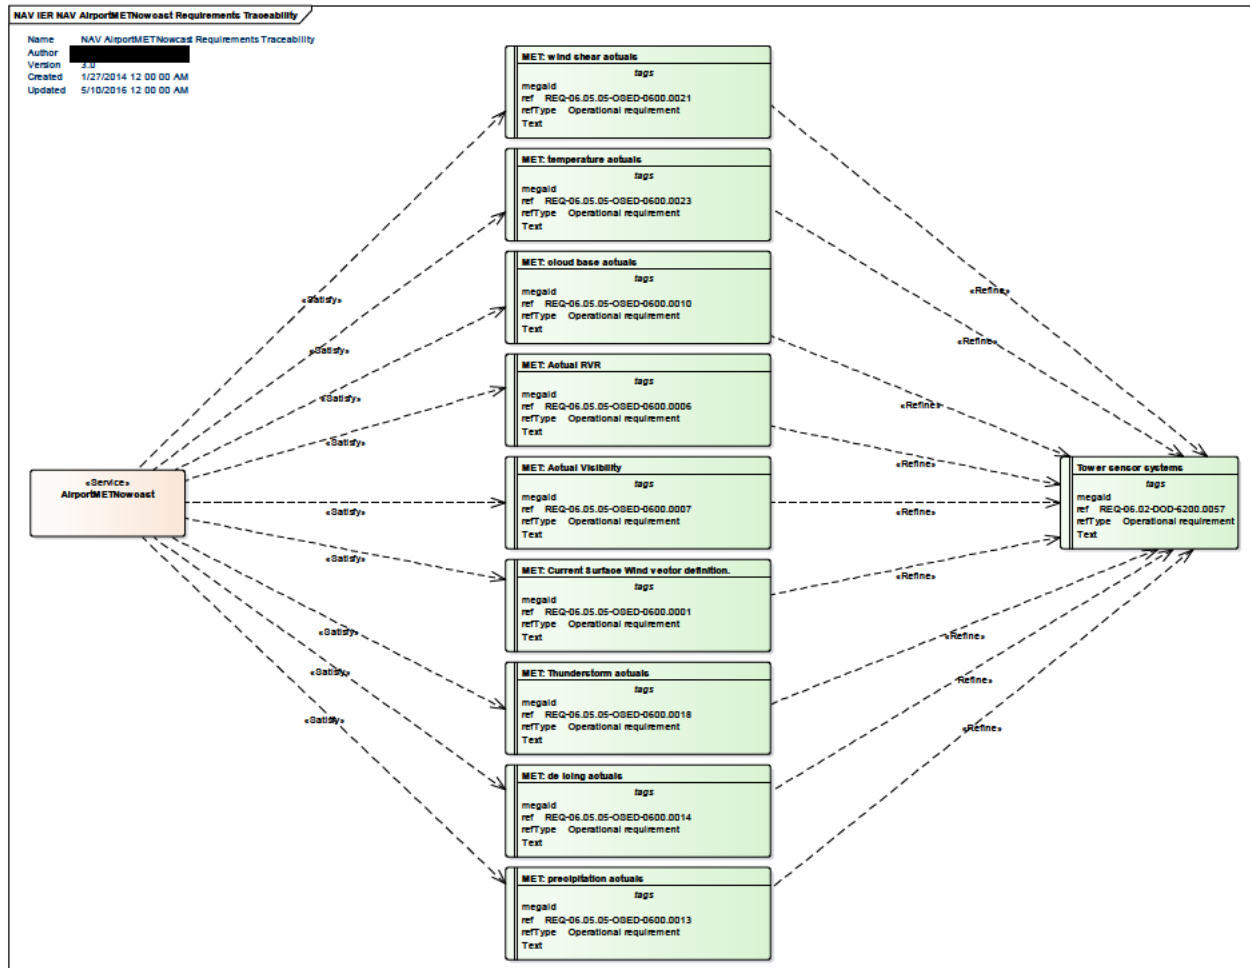 NAV IER NAV AirportMETNowcast Requirements Traceability
Name NAV AirportMETNowcast Requirements Traceability
Author
Version 3.0
Created 1/27/2014 12 00 00 AM
Updated 5/10/2016 12 00 00 AM
«Service»
AirportMETNowcast
«Satisfy»
«Satisfy»
«Satisfy»
«Satisfy»
«Satisfy»
«Satisfy»
«Satisfy»
«Satisfy»
«Satisfy»
MET: wind shear actuals
tags
megaid
ref REQ-06.05.05-OSED-0600.0021
refType Operational requirement
Text
MET: temperature actuals
tags
megaid
ref REQ-06.05.05-OSED-0600.0023
refType Operational requirement
Text
MET: cloud base actuals
tags
megaid
ref REQ-06.05.05-OSED-0600.0010
refType Operational requirement
Text
MET: Actual RVR
tags
megaid
ref REQ-06.05.05-OSED-0600.0006
refType Operational requirement
Text
MET: Actual Visibility
tags
megaid
ref REQ-06.05.05-OSED-0600.0007
refType Operational requirement
Text
MET: Current Surface Wind vector definition.
tags
megaid
ref REQ-06.05.05-OSED-0600.0001
refType Operational requirement
Text
MET: Thunderstorm actuals
tags
megaid
ref REQ-06.05.05-OSED-0600.0018
refType Operational requirement
Text
MET: de icing actuals
tags
megaid
ref REQ-06.05.05-OSED-0600.0014
refType Operational requirement
Text
MET: precipitation actuals
tags
megaid
ref REQ-06.05.05-OSED-0600.0013
refType Operational requirement
Text
«Refine»
«Refine»
«Refine»
«Refine»
«Refine»
«Refine»
«Refine»
Refine»
«Refine»
Tower sensor systems
tags
megaid
ref REQ-06.02-DOD-6200.0057
refType Operational requirement
Text